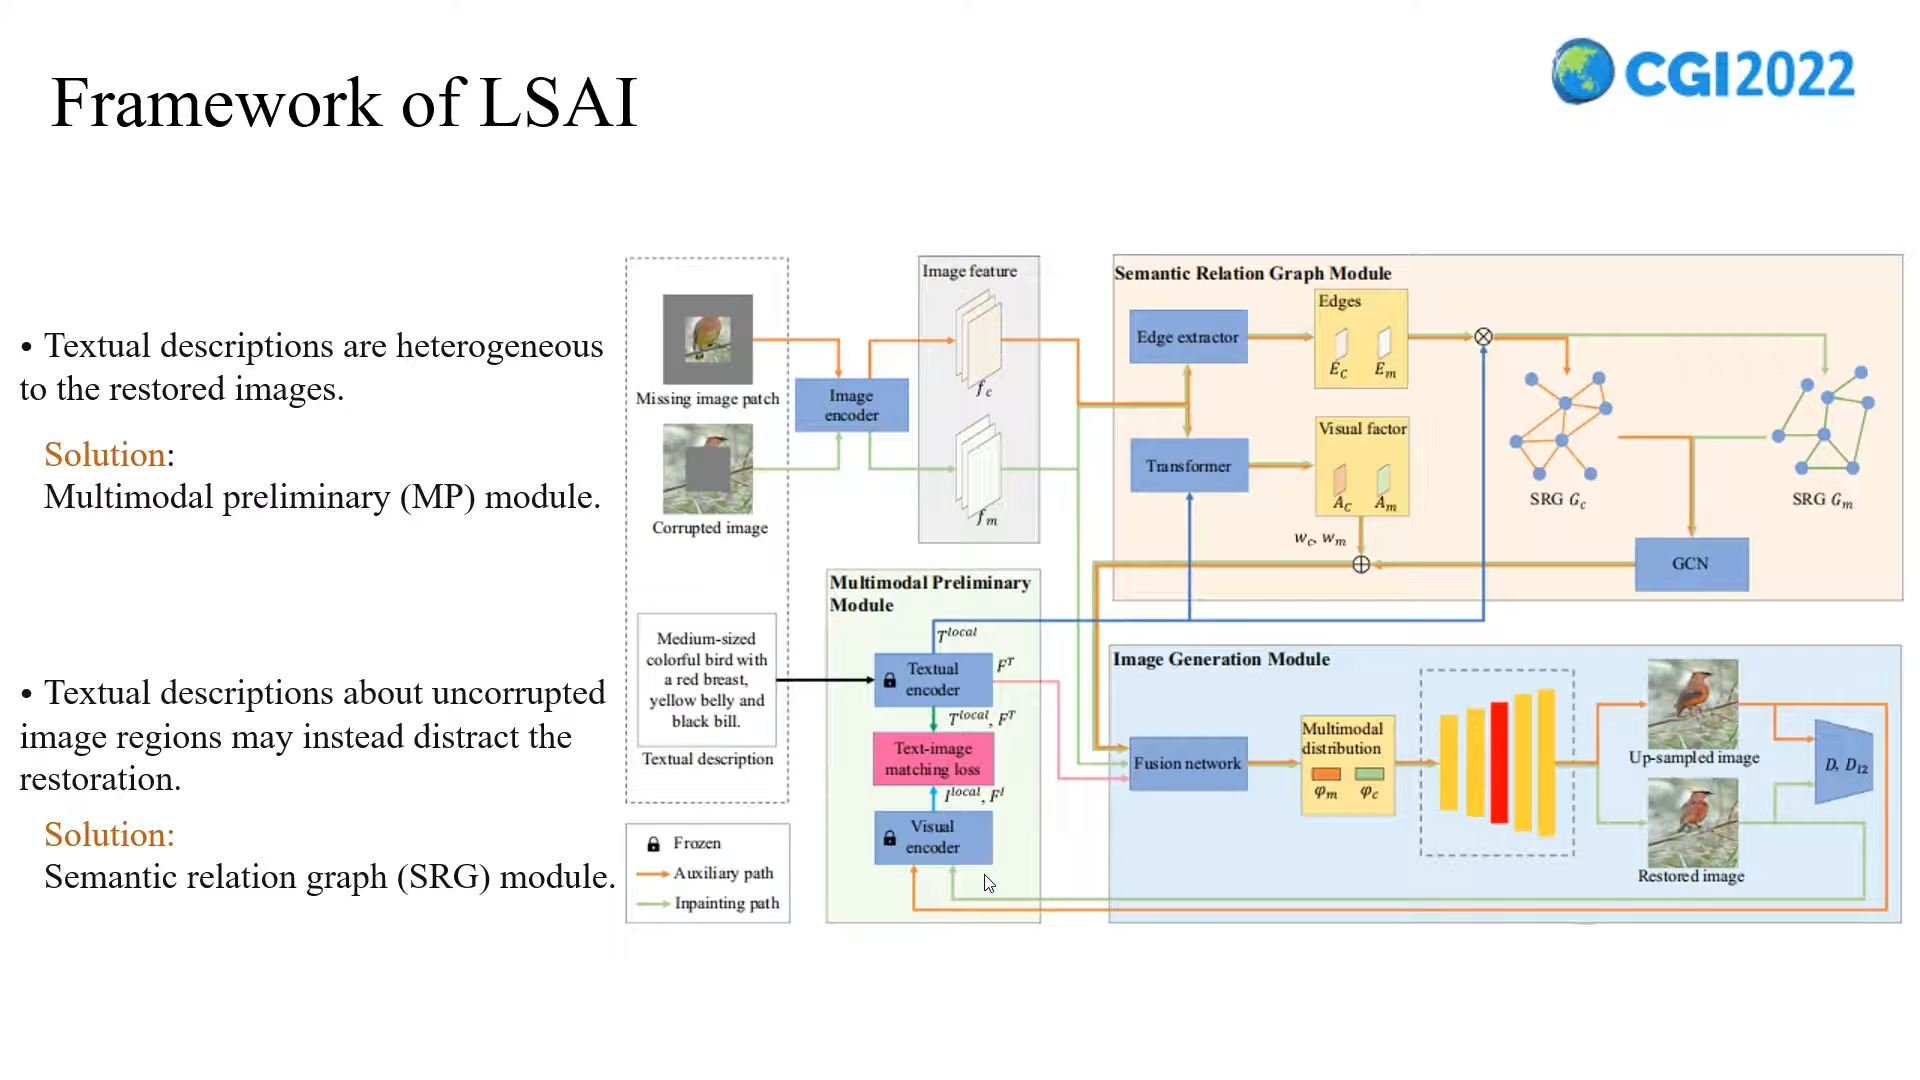 Framework of LSAI
CGI2022
• Textual descriptions are heterogeneous
to the restored images.
Solution:
Multimodal preliminary (MP) module.
• Textual descriptions about uncorrupted
image regions may instead distract the
restoration.
Solution:
Semantic relation graph (SRG) module.
Missing image patch
Corrupted image
Medium-sized
colorful bird with
a red breast,
yellow belly and
black bill.
Textual description
Frozen
Auxiliary path
Inpainting path
Image
encoder
Image feature
f_c
f_m
Multimodal Preliminary
Module
T^local
Textual
encoder
F^T
T^local, F^T
Text-image
matching loss
I^local, F^I
Visual
encoder
Semantic Relation Graph Module
Edge extractor
Edges
E_C E_m
Transformer
Visual factor
A_C A_m
w_c, w_m
SRG G_c
SRG G_m
GCN
Image Generation Module
Fusion network
Multimodal
distribution
φ_m φ_c
Up-sampled image
Restored image
D, D_12